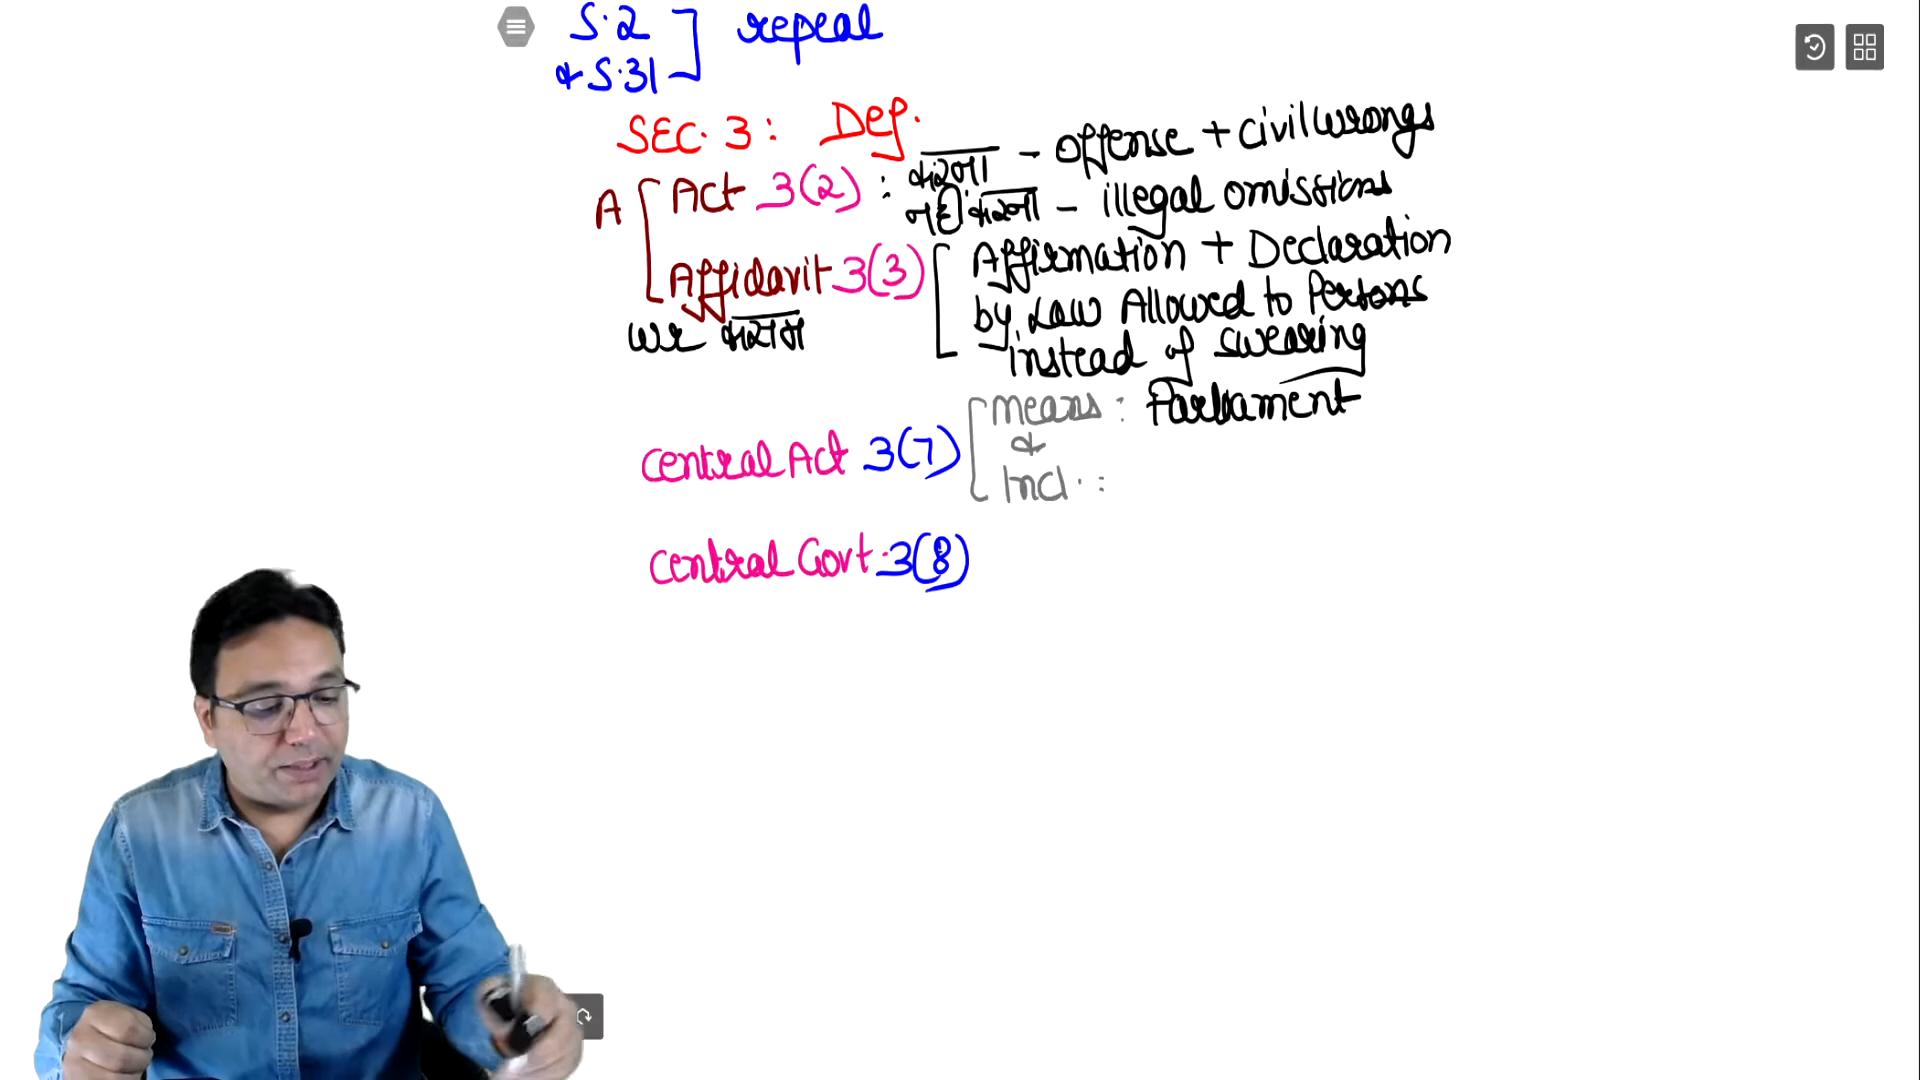 S.2
& S.31 ] repeal
SEC. 3 : Def.
A [ Act 3(2) : करना - offense + civil wrongs
नहीं करना - illegal omissions
Affidavit 3(3) [ Affirmation + Declaration
by Law Allowed to Persons
instead of swearing
Central Act 3(7) [ means : Parliament
&
Incl. :
Central Govt. 3(8)